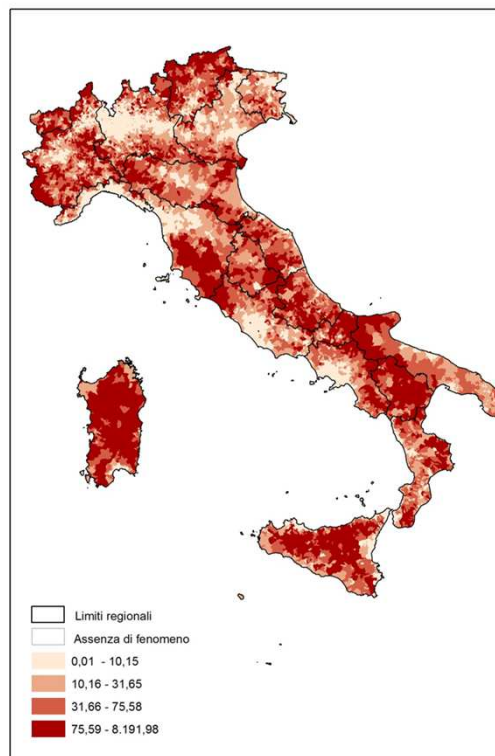 Limiti regionali
Assenza di fenomeno
0,01 - 10,15
10,16 - 31,65
31,66 - 75,58
75,59 - 8.191,98